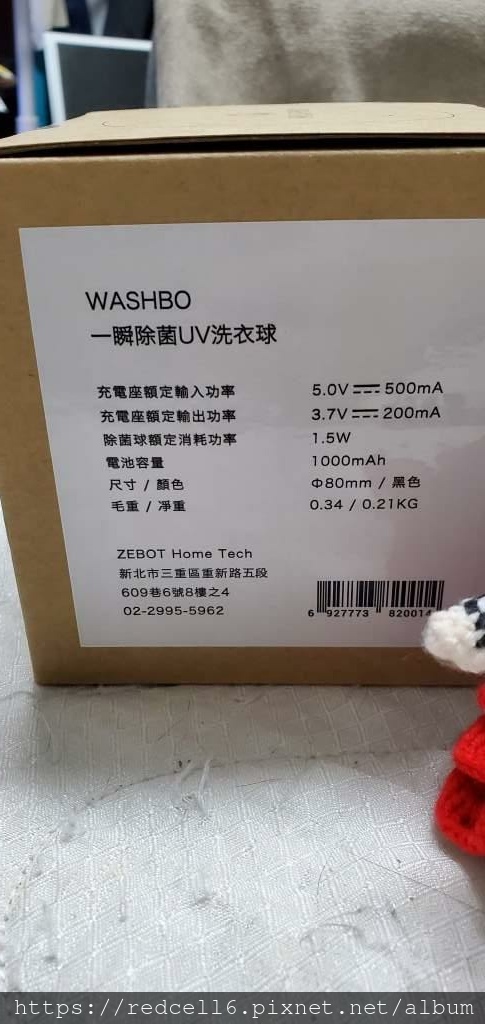 WASHBO
一瞬除菌UV洗衣球
充電座額定輸入功率 5.0V 500mA
充電座額定輸出功率 3.7V 200mA
除菌球額定消耗功率 1.5W
電池容量 1000mAh
尺寸 / 顏色 Φ80mm / 黑色
毛重 / 凈重 0.34 / 0.21KG
ZEBOT Home Tech
新北市三重區重新路五段
609巷6號8樓之4
02-2995-5962
6 927773 820014
https://redcell6.pixnet.net/album